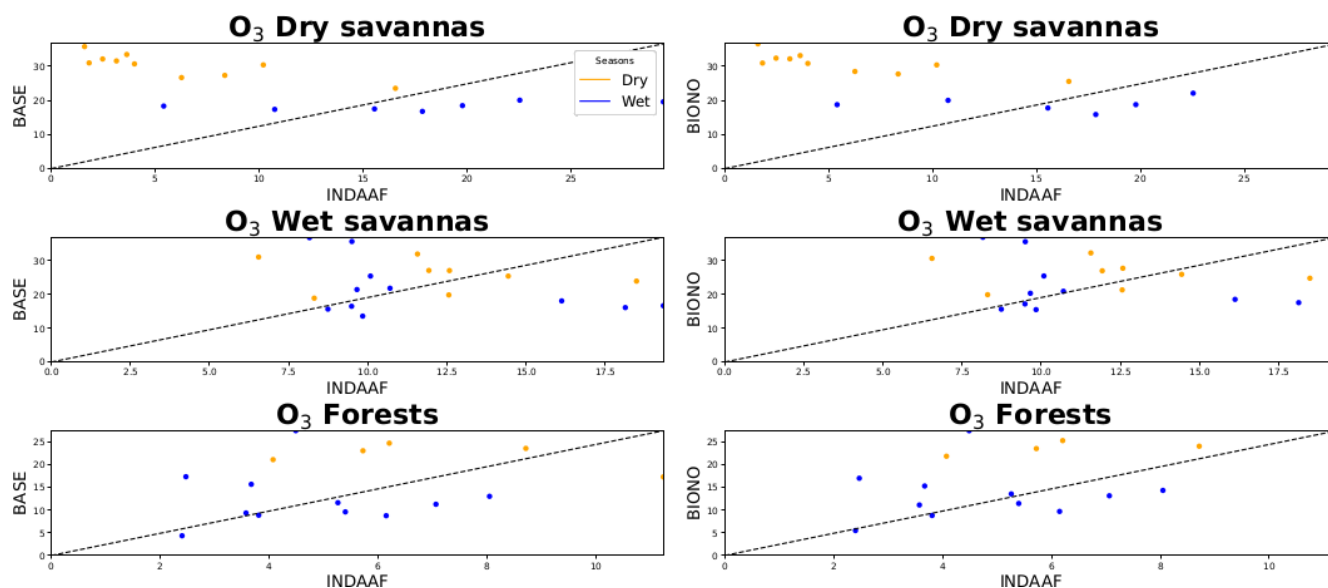 O3 Dry savannas
BASE
30
20
10
0
0 5 10 15 20 25
INDAAF
Seasons
Dry
Wet
O3 Dry savannas
BIONO
30
20
10
0
0 5 10 15 20 25
INDAAF
O3 Wet savannas
BASE
30
20
10
0
0.0 2.5 5.0 7.5 10.0 12.5 15.0 17.5
INDAAF
O3 Wet savannas
BIONO
30
20
10
0
0.0 2.5 5.0 7.5 10.0 12.5 15.0 17.5
INDAAF
O3 Forests
BASE
25
20
15
10
5
0
0 2 4 6 8 10
INDAAF
O3 Forests
BIONO
25
20
15
10
5
0
0 2 4 6 8 10
INDAAF